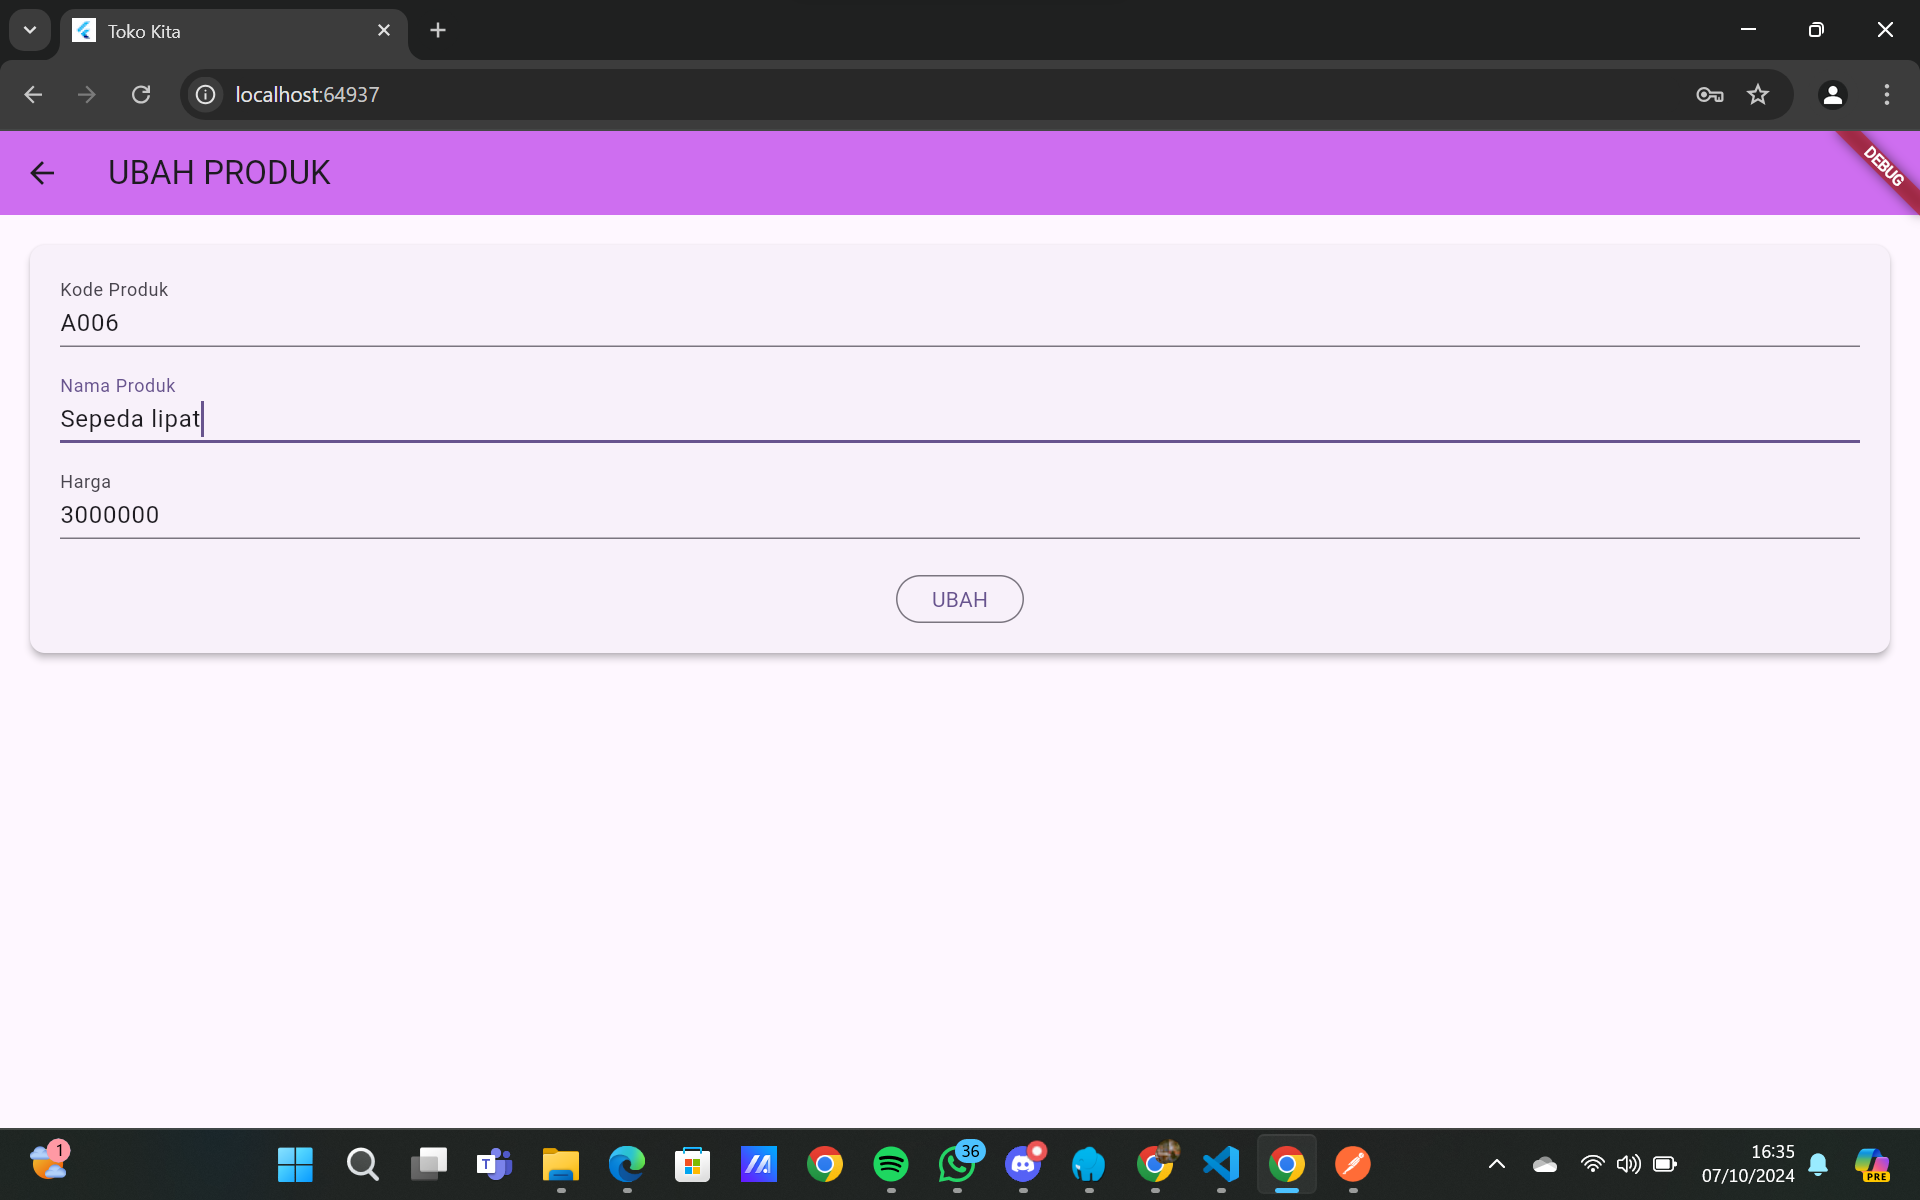 Toko Kita
localhost:64937
UBAH PRODUK
DEBUG
Kode Produk
A006
Nama Produk
Sepeda lipat
Harga
3000000
UBAH
1
T
36
16:35
07/10/2024
PRE